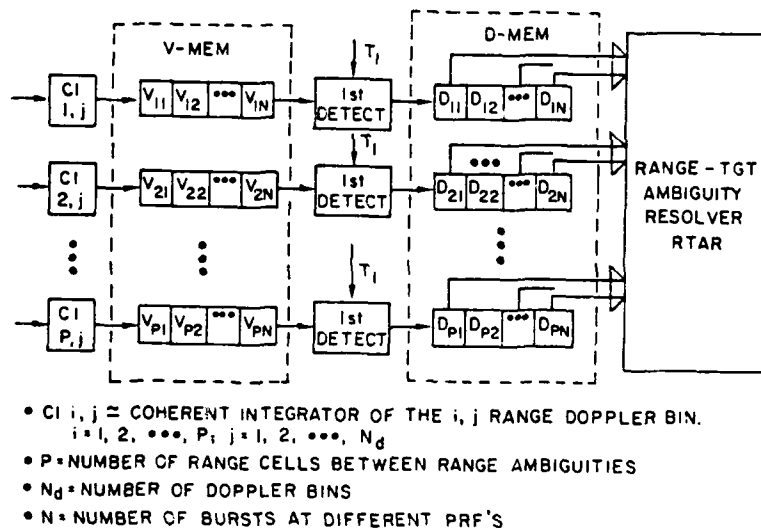 V-MEM
D-MEM
T1
CI 1,j
V11 V12 ••• V1N
1st DETECT
D11 D12 ••• D1N
T1
CI 2,j
V21 V22 ••• V2N
1st DETECT
•••
D21 D22 ••• D2N
RANGE-TGT
AMBIGUITY
RESOLVER
RTAR
T1
CI P,j
VP1 VP2 ••• VPN
1st DETECT
DP1 DP2 ••• DPN
• CI i, j ≃ COHERENT INTEGRATOR OF THE i, j RANGE DOPPLER BIN.
i = 1, 2, •••, P; j = 1, 2, •••, Nd
• P = NUMBER OF RANGE CELLS BETWEEN RANGE AMBIGUITIES
• Nd = NUMBER OF DOPPLER BINS
• N = NUMBER OF BURSTS AT DIFFERENT PRF'S